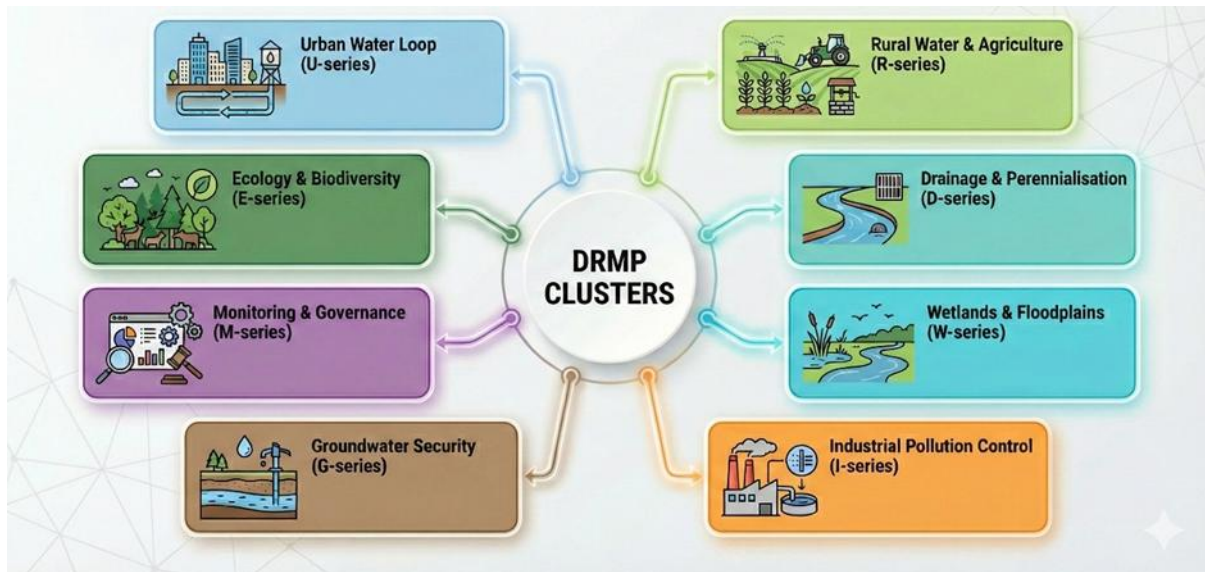 Urban Water Loop
(U-series)
Rural Water & Agriculture
(R-series)
Ecology & Biodiversity
(E-series)
Drainage & Perennialisation
(D-series)
DRMP
CLUSTERS
Monitoring & Governance
(M-series)
Wetlands & Floodplains
(W-series)
Groundwater Security
(G-series)
Industrial Pollution Control
(I-series)